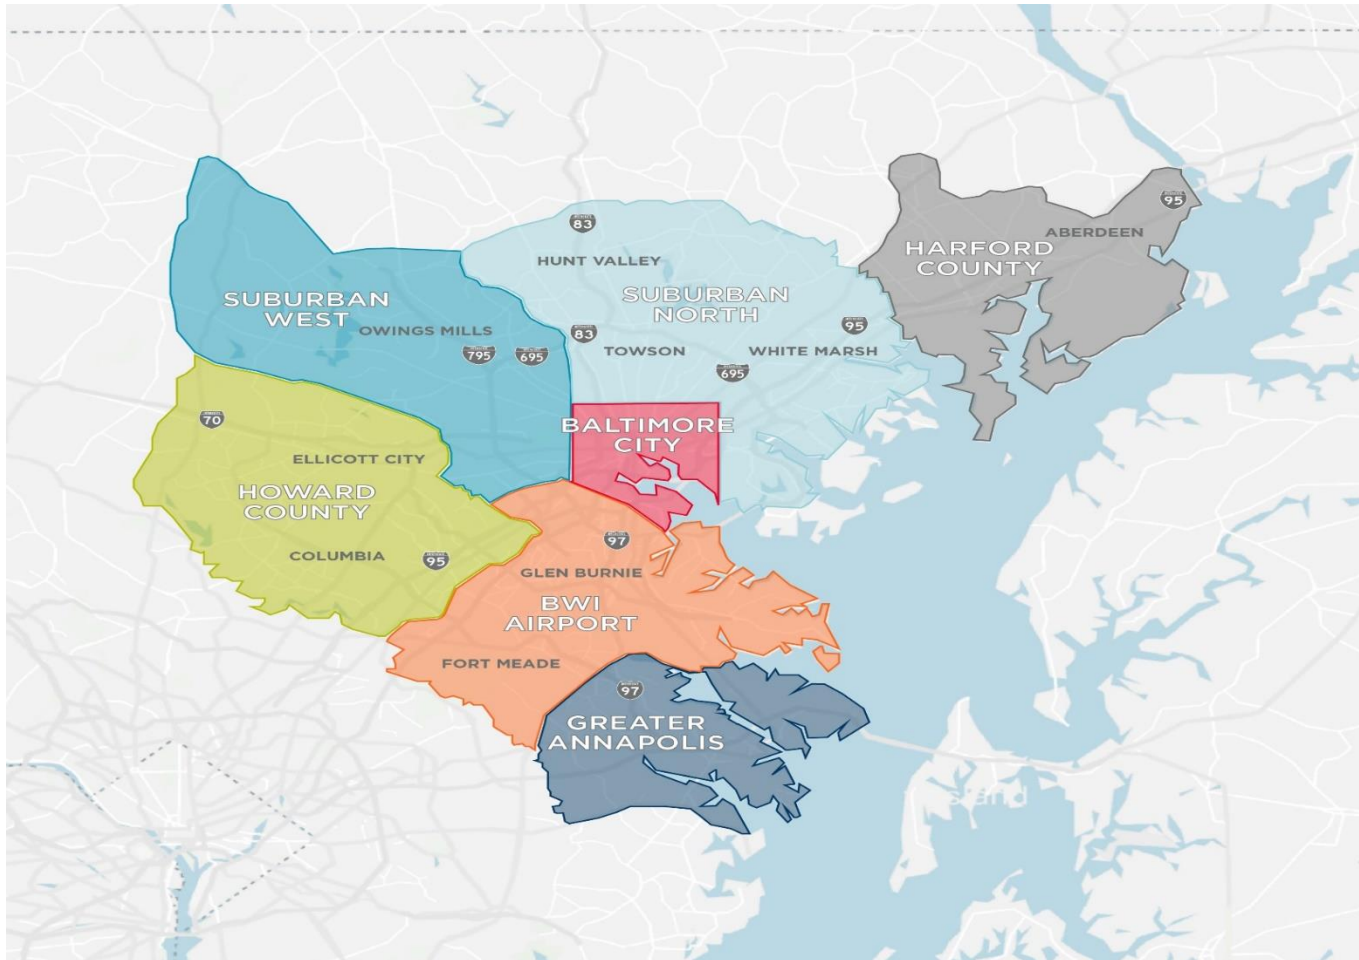 83
HUNT VALLEY
95
ABERDEEN
HARFORD
COUNTY
SUBURBAN
NORTH
SUBURBAN
WEST
OWINGS MILLS
795
695
83
TOWSON
95
WHITE MARSH
695
70
BALTIMORE
CITY
ELLICOTT CITY
HOWARD
COUNTY
COLUMBIA
95
97
GLEN BURNIE
BWI
AIRPORT
FORT MEADE
97
GREATER
ANNAPOLIS